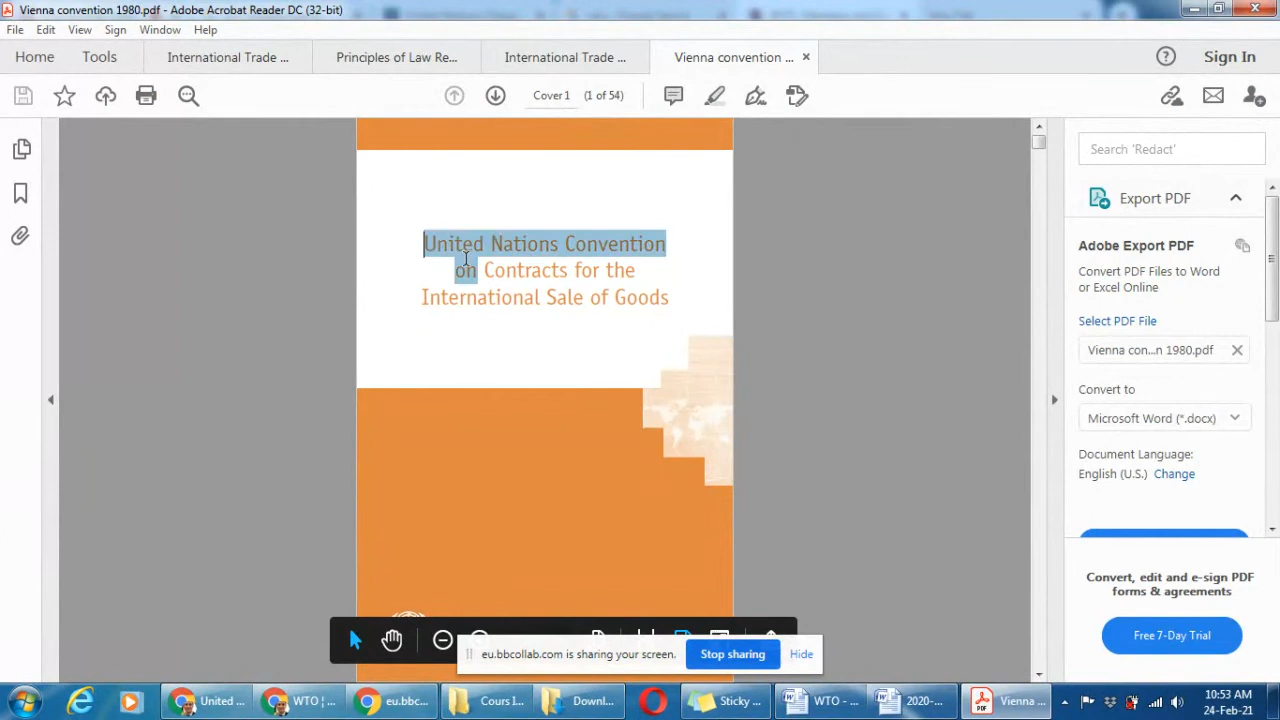 Vienna convention 1980.pdf - Adobe Acrobat Reader DC (32-bit)
File Edit View Sign Window Help
Home Tools International Trade ... Principles of Law Re... International Trade ... Vienna convention ... × Sign In
Cover 1 (1 of 54)
Search 'Redact'
Export PDF
United Nations Convention
on Contracts for the
International Sale of Goods
Adobe Export PDF
Convert PDF Files to Word
or Excel Online
Select PDF File
Vienna con...n 1980.pdf
Convert to
Microsoft Word (*.docx)
Document Language:
English (U.S.) Change
Convert, edit and e-sign PDF
forms & agreements
Free 7-Day Trial
eu.bbcollab.com is sharing your screen. Stop sharing Hide
United ... WTO | ... eu.bbc... Cours I... Downl... Sticky ... WTO - ... 2020-... Vienna ...
10:53 AM
24-Feb-21